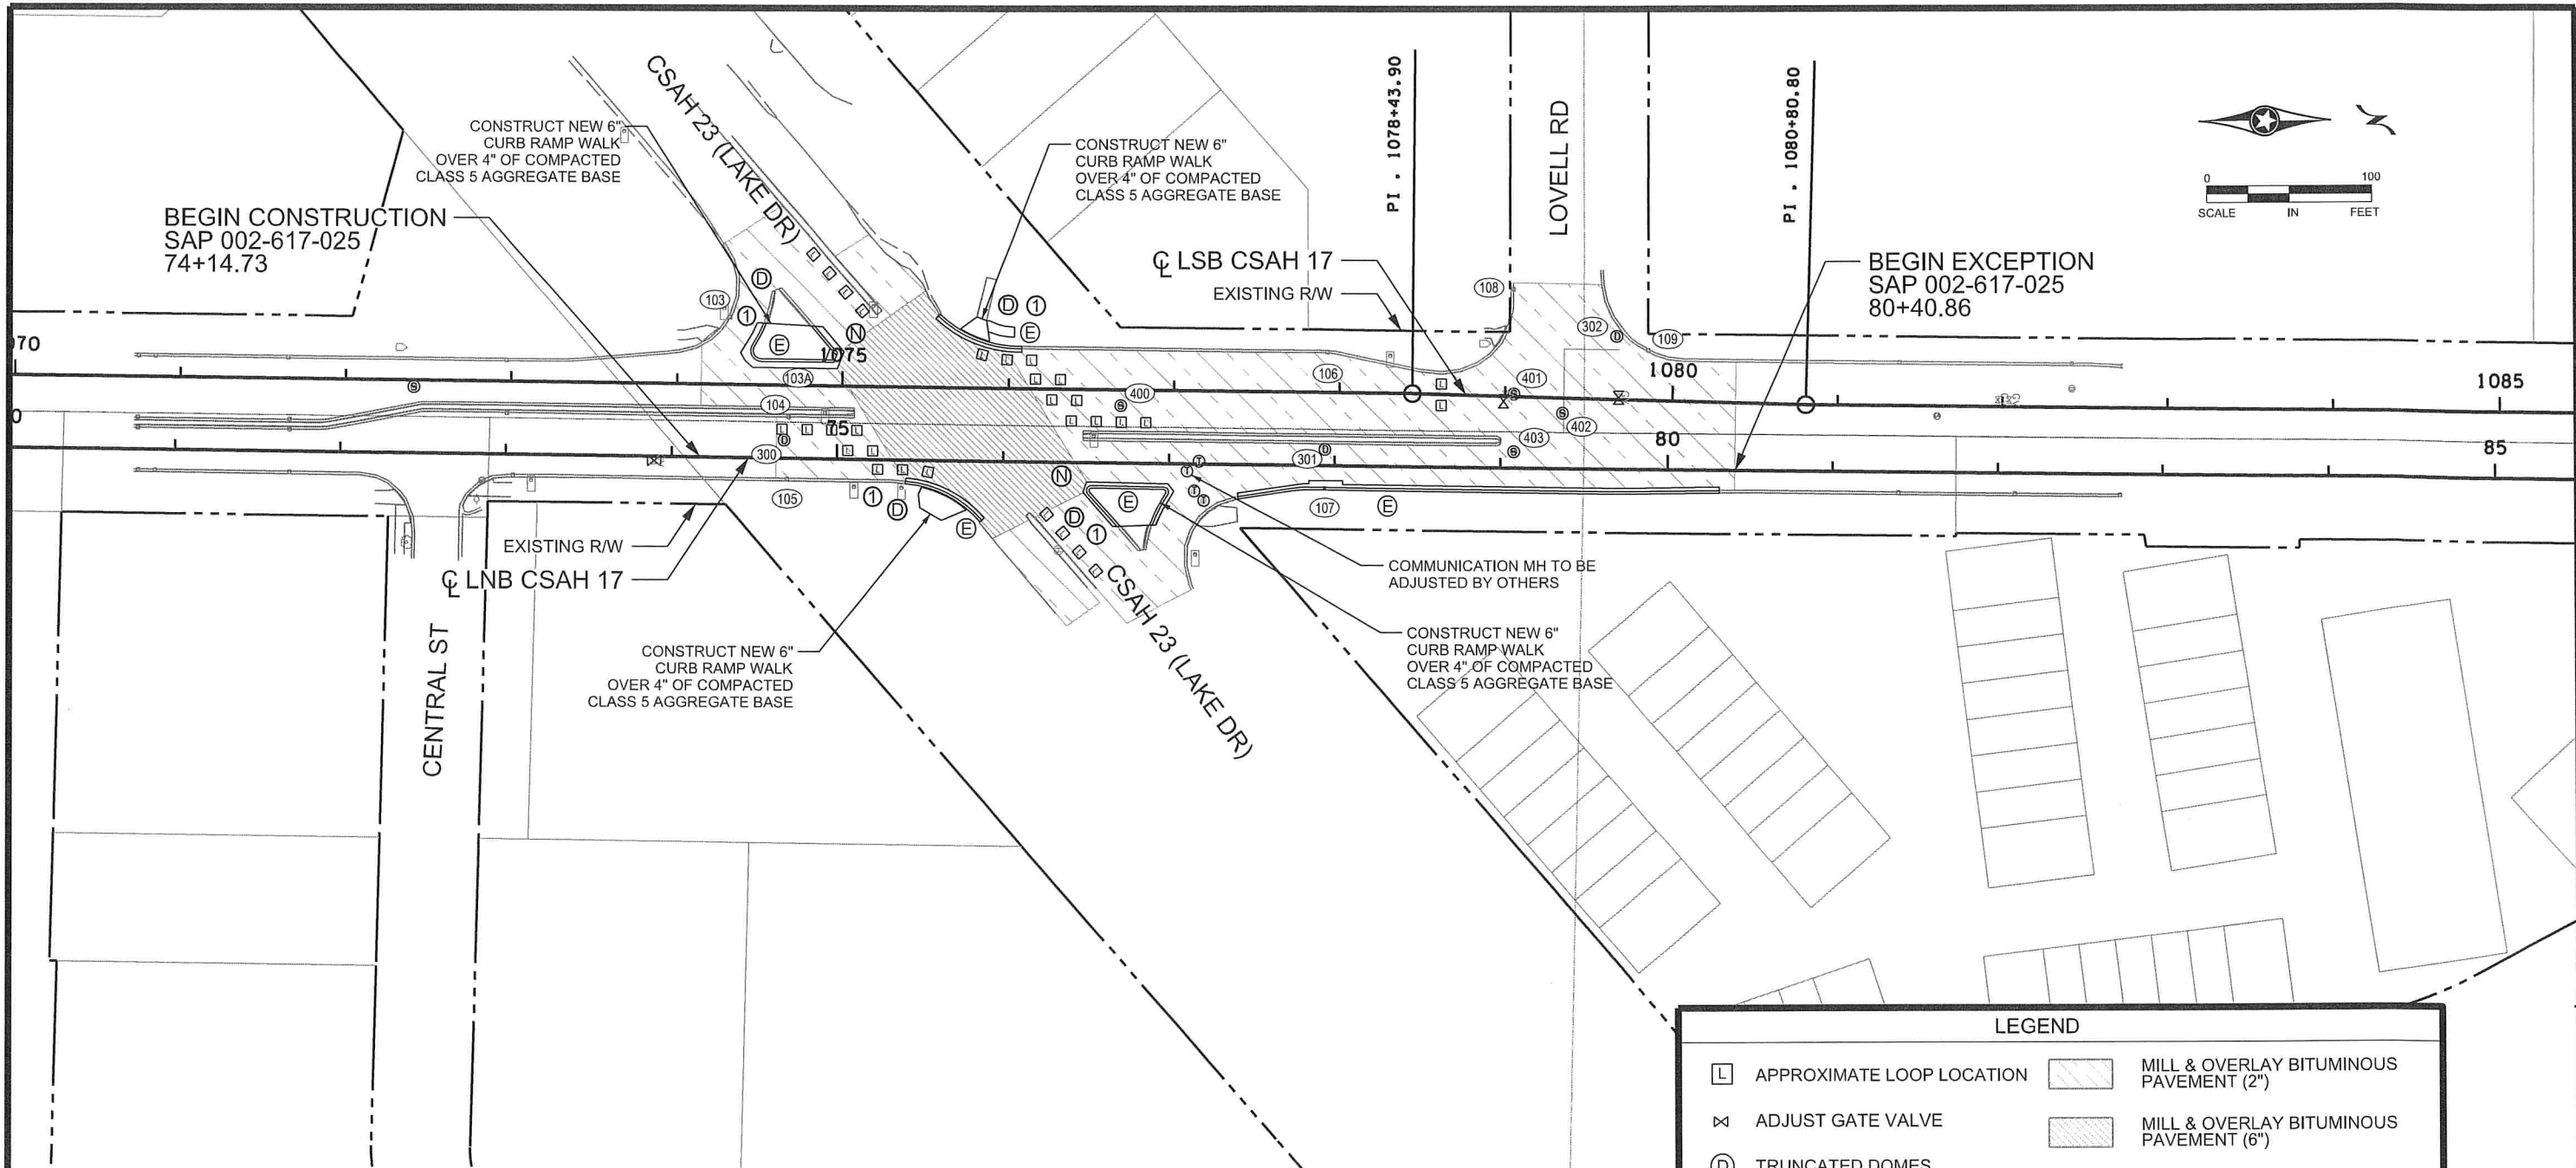 CONSTRUCT NEW 6"
CURB RAMP WALK
OVER 4" OF COMPACTED
CLASS 5 AGGREGATE BASE
CSAH 23 (LAKE DR)
CONSTRUCT NEW 6"
CURB RAMP WALK
OVER 4" OF COMPACTED
CLASS 5 AGGREGATE BASE
PI . 1078+43.90
LOVELL RD
PI . 1080+80.80
0 100
SCALE IN FEET
BEGIN CONSTRUCTION
SAP 002-617-025
74+14.73
℄ LSB CSAH 17
EXISTING R/W
BEGIN EXCEPTION
SAP 002-617-025
80+40.86
103
D
1
E
N
D 1
E
108
302
D
109
070
1075
103A
106
1080
1085
S
104
400
S
401
S
402
S
403
0
75
80
85
L L L L
L L L L
L L L
L L
L L
L L L L
L
L
L L L L
L L
L L L
D
300
D
301
N
T
T
T
T
S
105
1
D
E
E
107
E
D
1
L
L
L
L
EXISTING R/W
℄ LNB CSAH 17
COMMUNICATION MH TO BE
ADJUSTED BY OTHERS
CONSTRUCT NEW 6"
CURB RAMP WALK
OVER 4" OF COMPACTED
CLASS 5 AGGREGATE BASE
CENTRAL ST
CSAH 23 (LAKE DR)
CONSTRUCT NEW 6"
CURB RAMP WALK
OVER 4" OF COMPACTED
CLASS 5 AGGREGATE BASE
LEGEND
L APPROXIMATE LOOP LOCATION
MILL & OVERLAY BITUMINOUS
PAVEMENT (2")
ADJUST GATE VALVE
MILL & OVERLAY BITUMINOUS
PAVEMENT (6")
D TRUNCATED DOMES